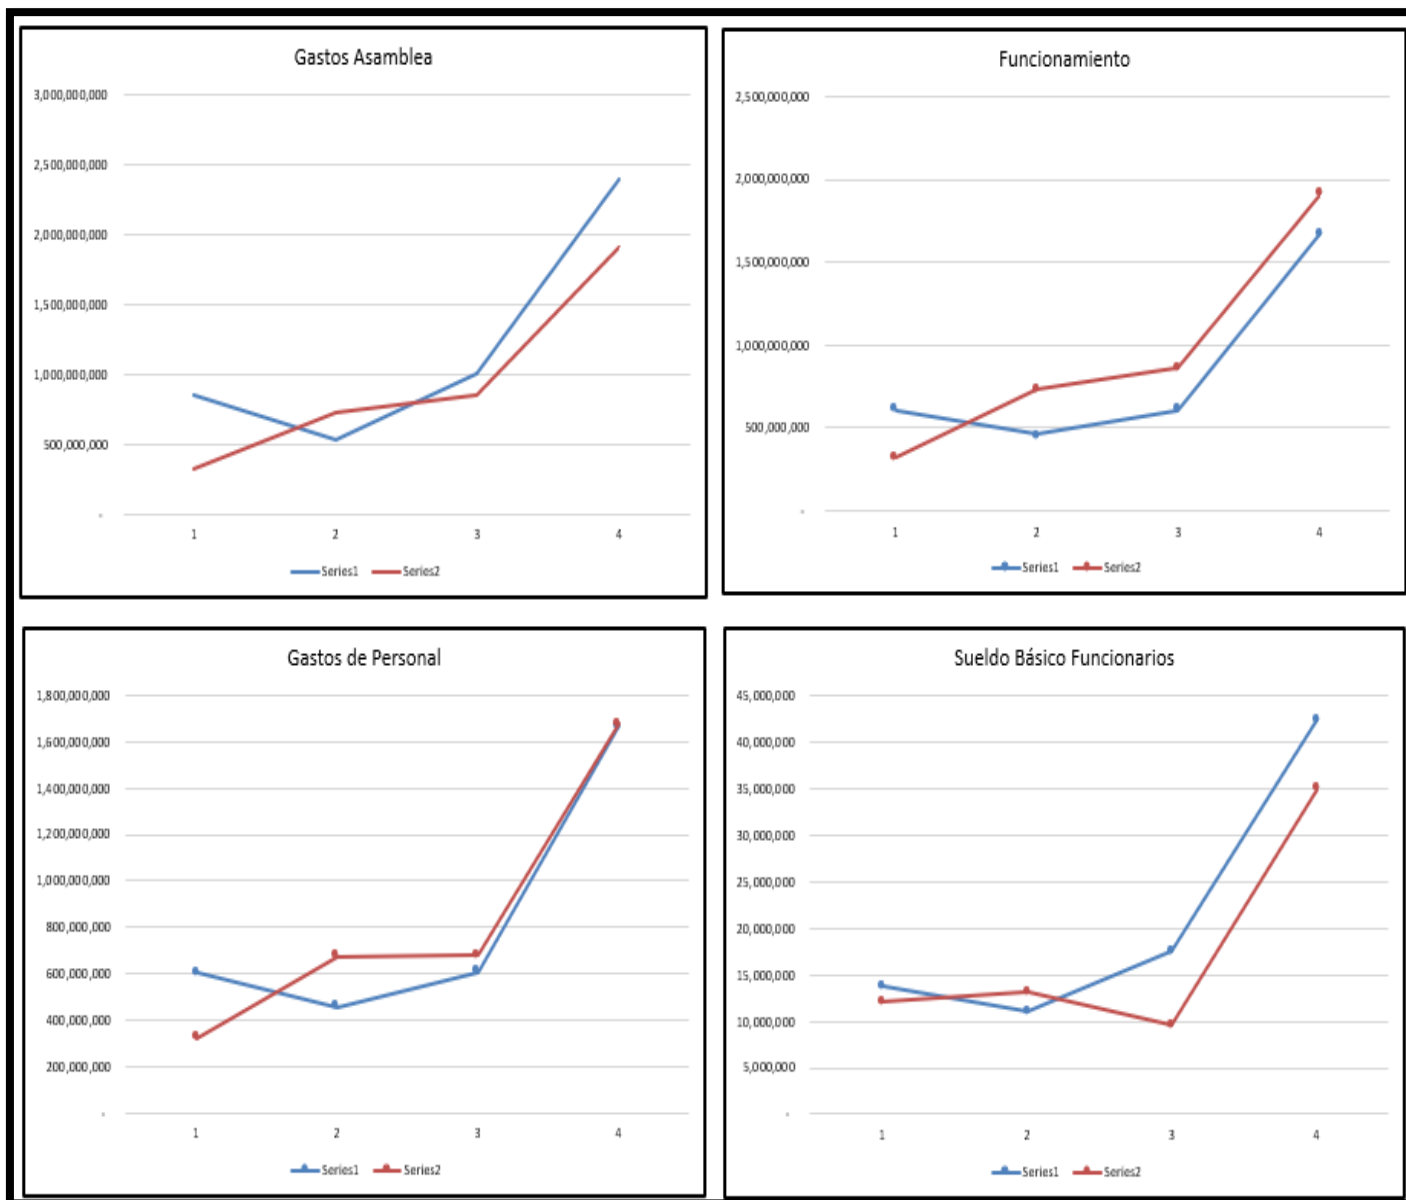 Gastos Asamblea
3,000,000,000
2,500,000,000
2,000,000,000
1,500,000,000
1,000,000,000
500,000,000
-
1 2 3 4
Series1 Series2
Funcionamiento
2,500,000,000
2,000,000,000
1,500,000,000
1,000,000,000
500,000,000
-
1 2 3 4
Series1 Series2
Gastos de Personal
1,800,000,000
1,600,000,000
1,400,000,000
1,200,000,000
1,000,000,000
800,000,000
600,000,000
400,000,000
200,000,000
-
1 2 3 4
Series1 Series2
Sueldo Básico Funcionarios
45,000,000
40,000,000
35,000,000
30,000,000
25,000,000
20,000,000
15,000,000
10,000,000
5,000,000
-
1 2 3 4
Series1 Series2